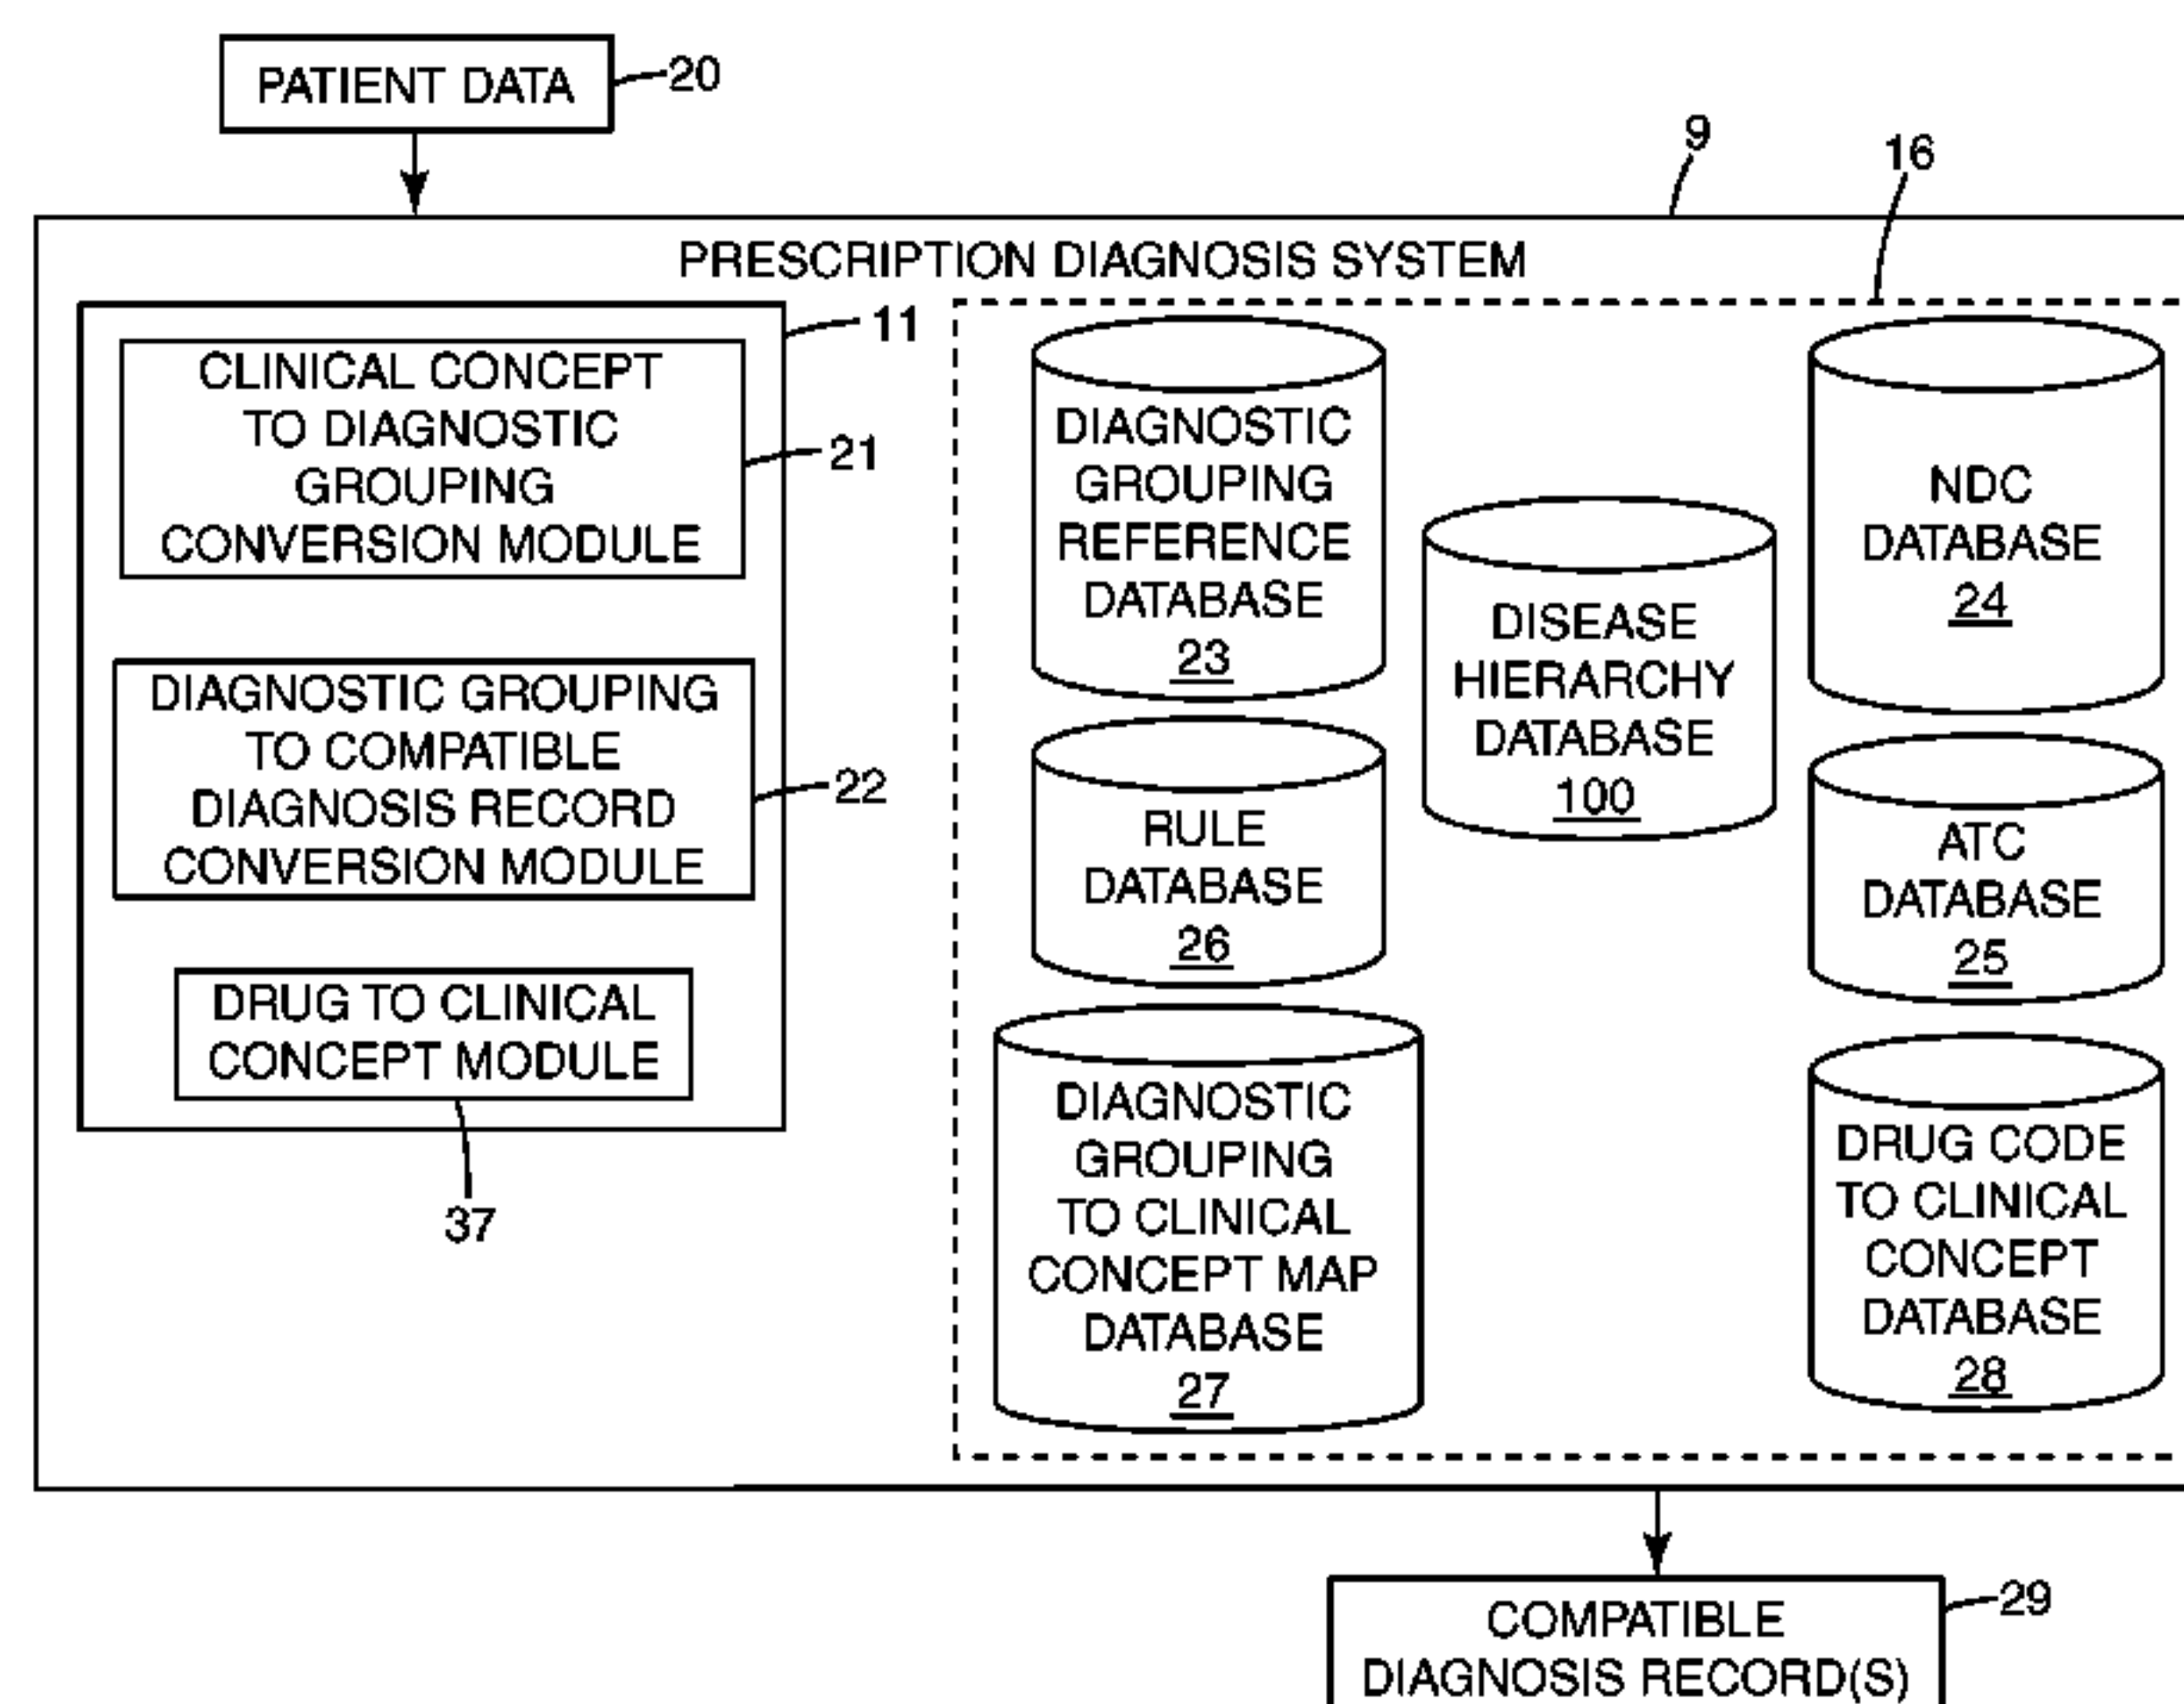 PATIENT DATA
20
9
16
PRESCRIPTION DIAGNOSIS SYSTEM
11
CLINICAL CONCEPT
TO DIAGNOSTIC
GROUPING
CONVERSION MODULE
21
DIAGNOSTIC GROUPING
TO COMPATIBLE
DIAGNOSIS RECORD
CONVERSION MODULE
22
DRUG TO CLINICAL
CONCEPT MODULE
37
DIAGNOSTIC
GROUPING
REFERENCE
DATABASE
23
RULE
DATABASE
26
DIAGNOSTIC
GROUPING
TO CLINICAL
CONCEPT MAP
DATABASE
27
DISEASE
HIERARCHY
DATABASE
100
NDC
DATABASE
24
ATC
DATABASE
25
DRUG CODE
TO CLINICAL
CONCEPT
DATABASE
28
COMPATIBLE
DIAGNOSIS RECORD(S)
29